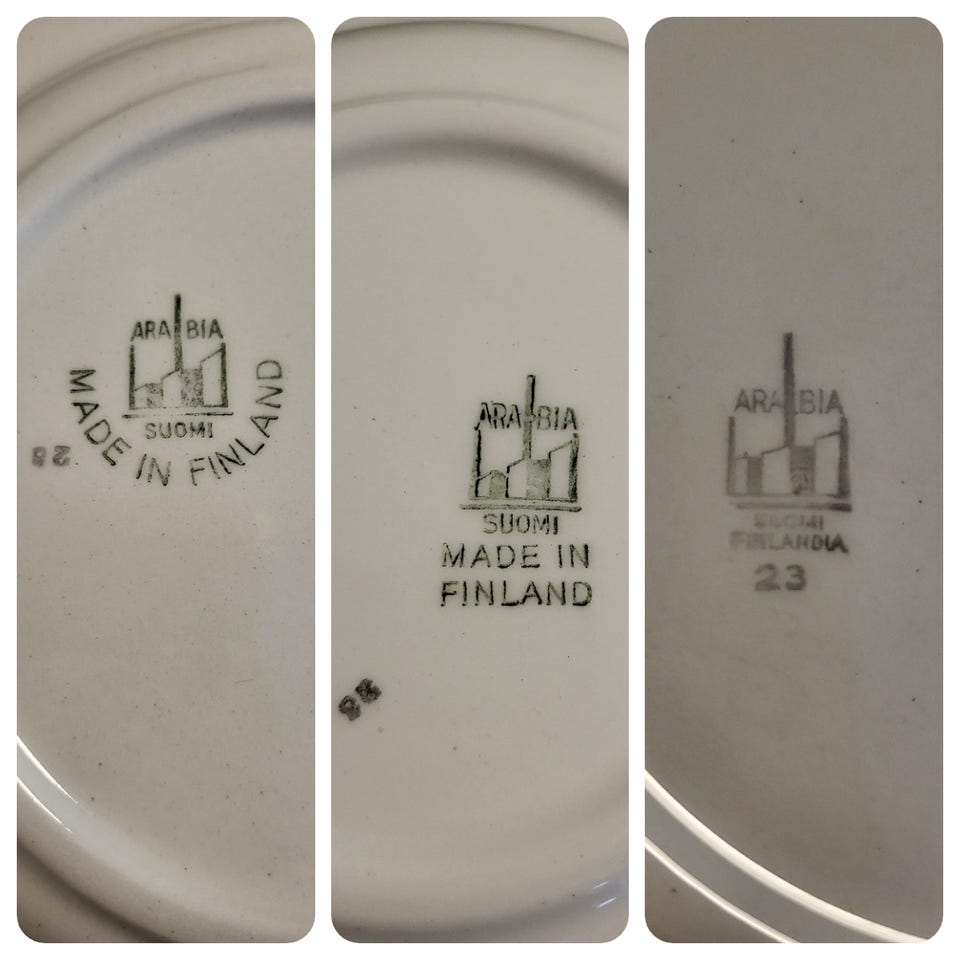 ARABIA
SUOMI
MADE IN FINLAND
ARABIA
SUOMI
MADE IN
FINLAND
ARABIA
SUOMI
FINLANDIA
23